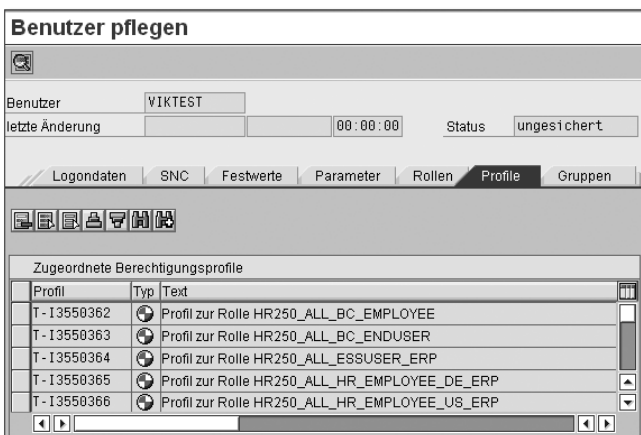 Benutzer pflegen
Benutzer VIKTEST
letzte Änderung 00:00:00 Status ungesichert
Logondaten SNC Festwerte Parameter Rollen Profile Gruppen
Zugeordnete Berechtigungsprofile
Profil Typ Text
T-I3550362 Profil zur Rolle HR250_ALL_BC_EMPLOYEE
T-I3550363 Profil zur Rolle HR250_ALL_BC_ENDUSER
T-I3550364 Profil zur Rolle HR250_ALL_ESSUSER_ERP
T-I3550365 Profil zur Rolle HR250_ALL_HR_EMPLOYEE_DE_ERP
T-I3550366 Profil zur Rolle HR250_ALL_HR_EMPLOYEE_US_ERP